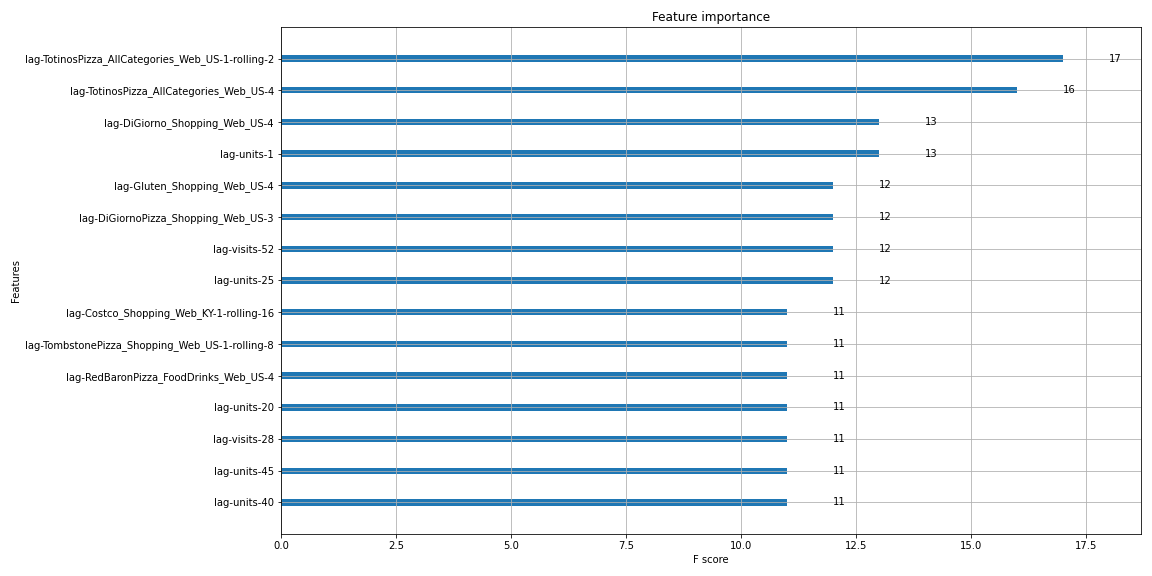 Feature importance
lag-TotinosPizza_AllCategories_Web_US-1-rolling-2 17
lag-TotinosPizza_AllCategories_Web_US-4 16
lag-DiGiorno_Shopping_Web_US-4 13
lag-units-1 13
lag-Gluten_Shopping_Web_US-4 12
lag-DiGiornoPizza_Shopping_Web_US-3 12
lag-visits-52 12
lag-units-25 12
lag-Costco_Shopping_Web_KY-1-rolling-16 11
lag-TombstonePizza_Shopping_Web_US-1-rolling-8 11
lag-RedBaronPizza_FoodDrinks_Web_US-4 11
lag-units-20 11
lag-visits-28 11
lag-units-45 11
lag-units-40 11
Features
0.0 2.5 5.0 7.5 10.0 12.5 15.0 17.5
F score